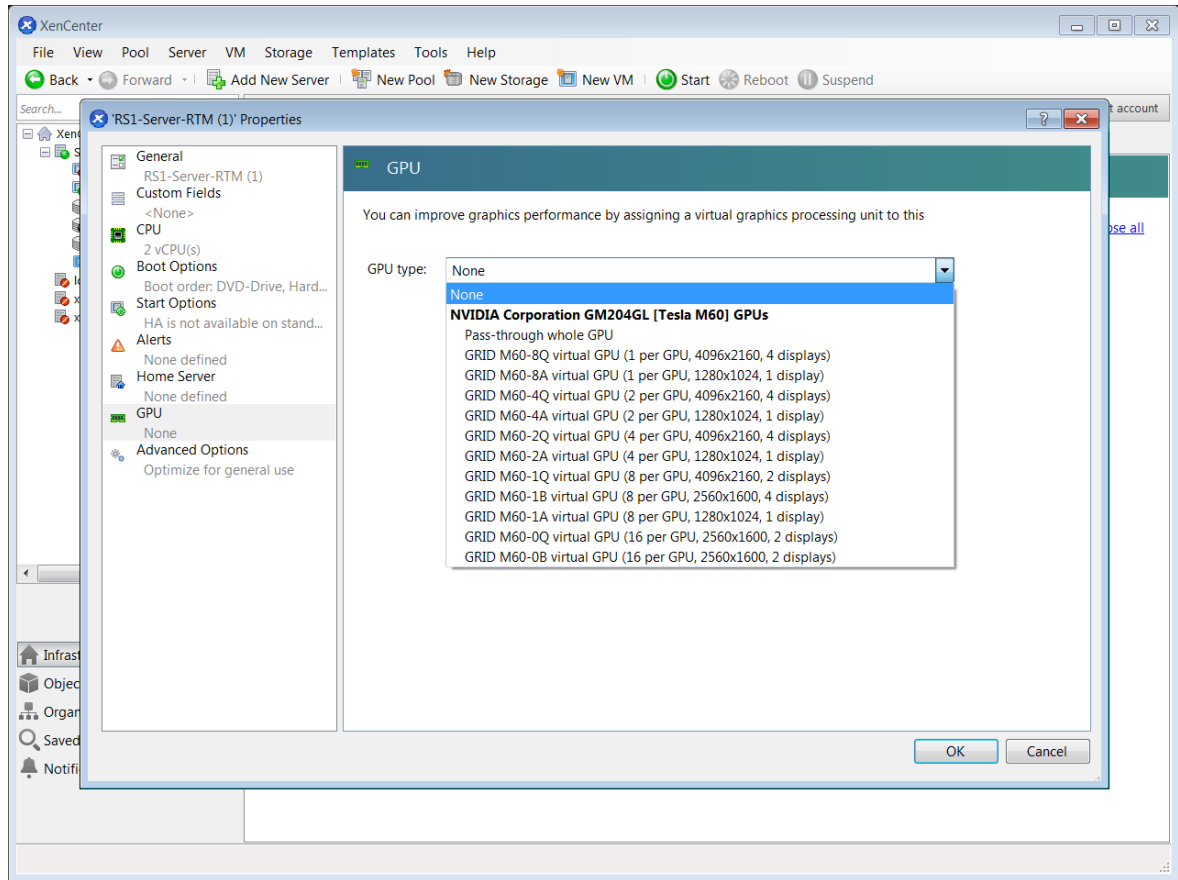 XenCenter
File View Pool Server VM Storage Templates Tools Help
Back Forward Add New Server New Pool New Storage New VM Start Reboot Suspend
Search... account
'RS1-Server-RTM (1)' Properties
General
RS1-Server-RTM (1)
Custom Fields
<None>
CPU
2 vCPU(s)
Boot Options
Boot order: DVD-Drive, Hard...
Start Options
HA is not available on stand...
Alerts
None defined
Home Server
None defined
GPU
None
Advanced Options
Optimize for general use
GPU
You can improve graphics performance by assigning a virtual graphics processing unit to this
all
GPU type: None
None
NVIDIA Corporation GM204GL [Tesla M60] GPUs
Pass-through whole GPU
GRID M60-8Q virtual GPU (1 per GPU, 4096x2160, 4 displays)
GRID M60-8A virtual GPU (1 per GPU, 1280x1024, 1 display)
GRID M60-4Q virtual GPU (2 per GPU, 4096x2160, 4 displays)
GRID M60-4A virtual GPU (2 per GPU, 1280x1024, 1 display)
GRID M60-2Q virtual GPU (4 per GPU, 4096x2160, 4 displays)
GRID M60-2A virtual GPU (4 per GPU, 1280x1024, 1 display)
GRID M60-1Q virtual GPU (8 per GPU, 4096x2160, 2 displays)
GRID M60-1B virtual GPU (8 per GPU, 2560x1600, 4 displays)
GRID M60-1A virtual GPU (8 per GPU, 1280x1024, 1 display)
GRID M60-0Q virtual GPU (16 per GPU, 2560x1600, 2 displays)
GRID M60-0B virtual GPU (16 per GPU, 2560x1600, 2 displays)
Infrast
Objec
Organ
Saved
Notifi
OK Cancel